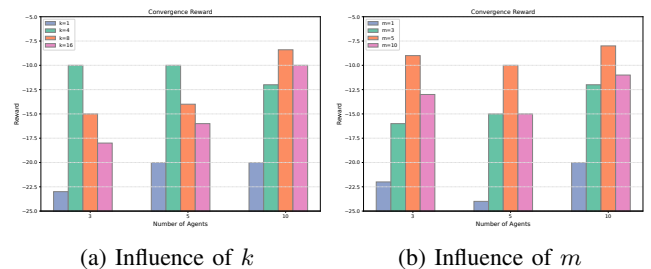 Convergence Reward
k=1
k=4
k=8
k=16
−5.0
−7.5
−10.0
−12.5
−15.0
−17.5
−20.0
−22.5
−25.0
Reward
3 5 10
Number of Agents
(a) Influence of k
Convergence Reward
m=1
m=3
m=5
m=10
−5.0
−7.5
−10.0
−12.5
−15.0
−17.5
−20.0
−22.5
−25.0
Reward
3 5 10
Number of Agents
(b) Influence of m